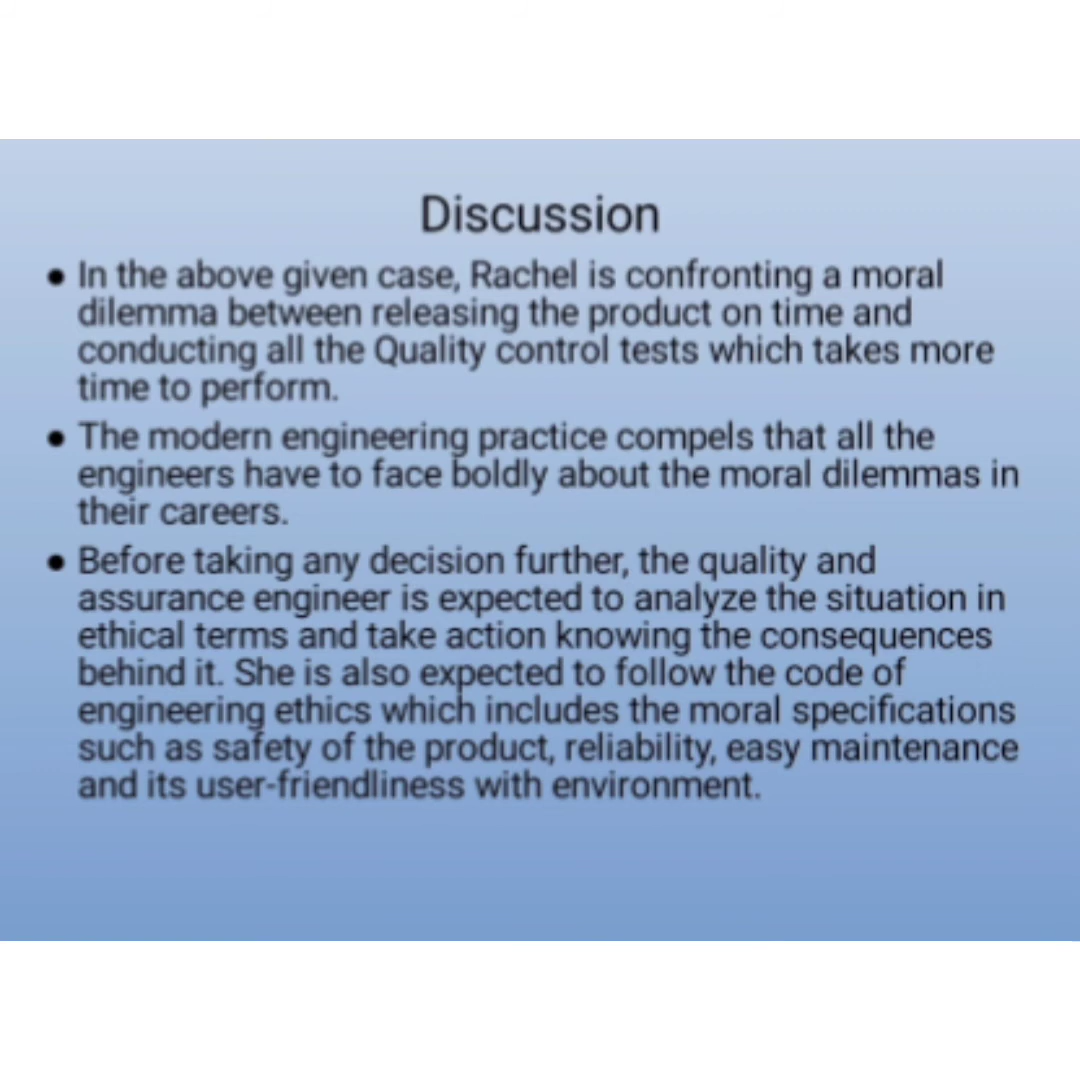 Discussion
• In the above given case, Rachel is confronting a moral
dilemma between releasing the product on time and
conducting all the Quality control tests which takes more
time to perform.
• The modern engineering practice compels that all the
engineers have to face boldly about the moral dilemmas in
their careers.
• Before taking any decision further, the quality and
assurance engineer is expected to analyze the situation in
ethical terms and take action knowing the consequences
behind it. She is also expected to follow the code of
engineering ethics which includes the moral specifications
such as safety of the product, reliability, easy maintenance
and its user-friendliness with environment.